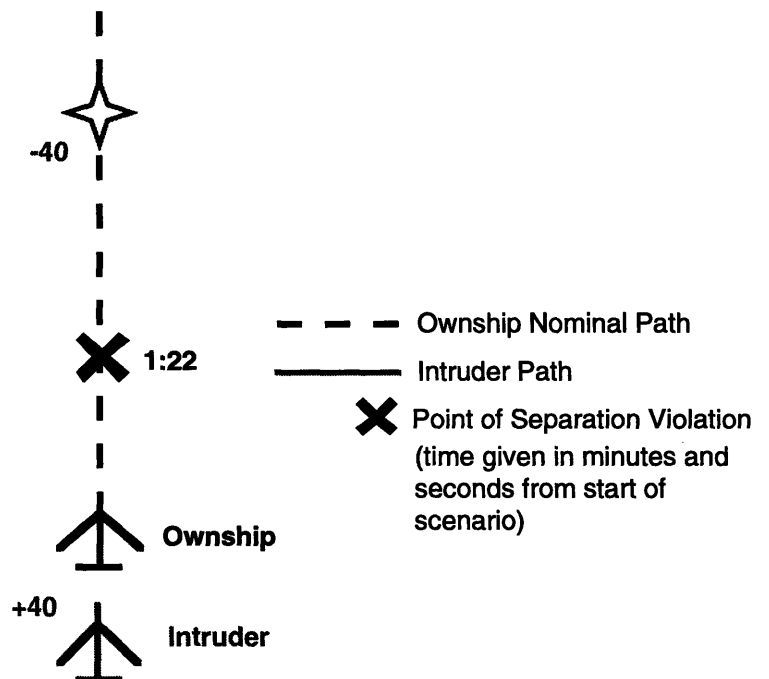 -40
1:22
Ownship Nominal Path
Intruder Path
Point of Separation Violation
(time given in minutes and
seconds from start of
scenario)
Ownship
+40
Intruder